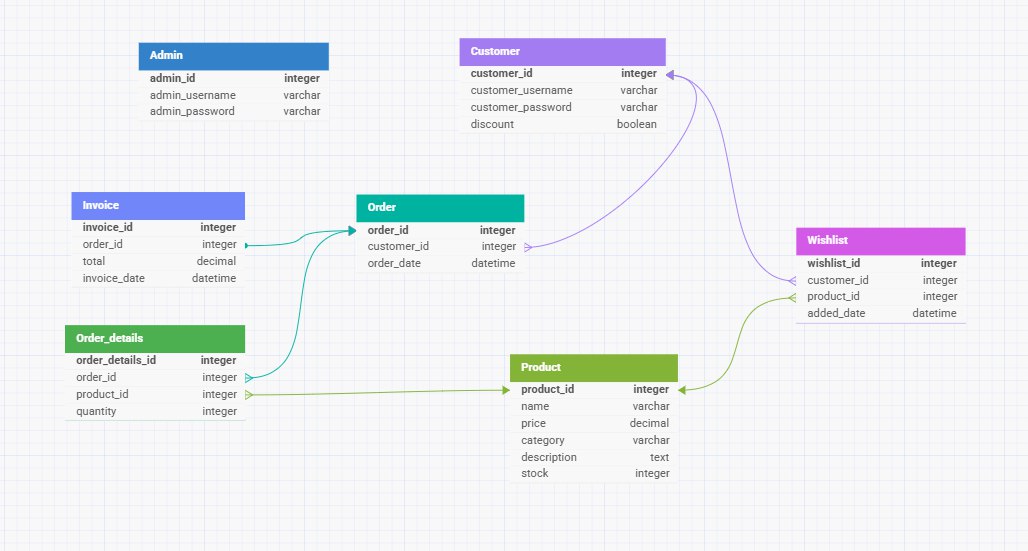 Admin
admin_id integer
admin_username varchar
admin_password varchar
Customer
customer_id integer
customer_username varchar
customer_password varchar
discount boolean
Invoice
invoice_id integer
order_id integer
total decimal
invoice_date datetime
Order
order_id integer
customer_id integer
order_date datetime
Wishlist
wishlist_id integer
customer_id integer
product_id integer
added_date datetime
Order_details
order_details_id integer
order_id integer
product_id integer
quantity integer
Product
product_id integer
name varchar
price decimal
category varchar
description text
stock integer